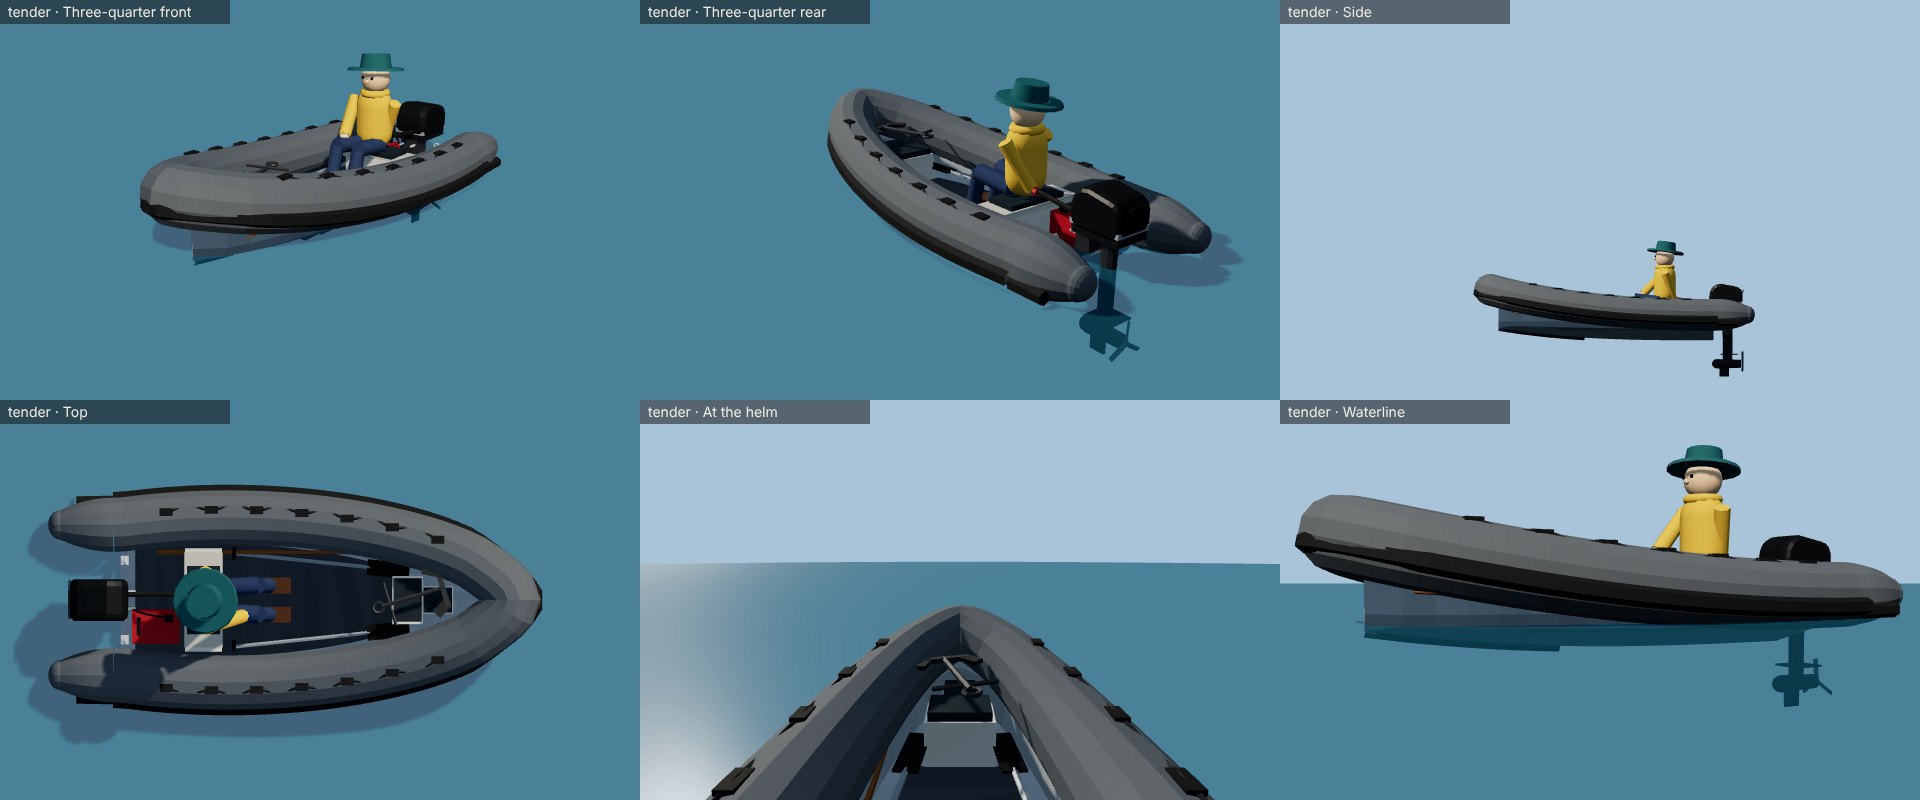 tender · Three-quarter front
tender · Three-quarter rear
tender · Side
tender · Top
tender · At the helm
tender · Waterline